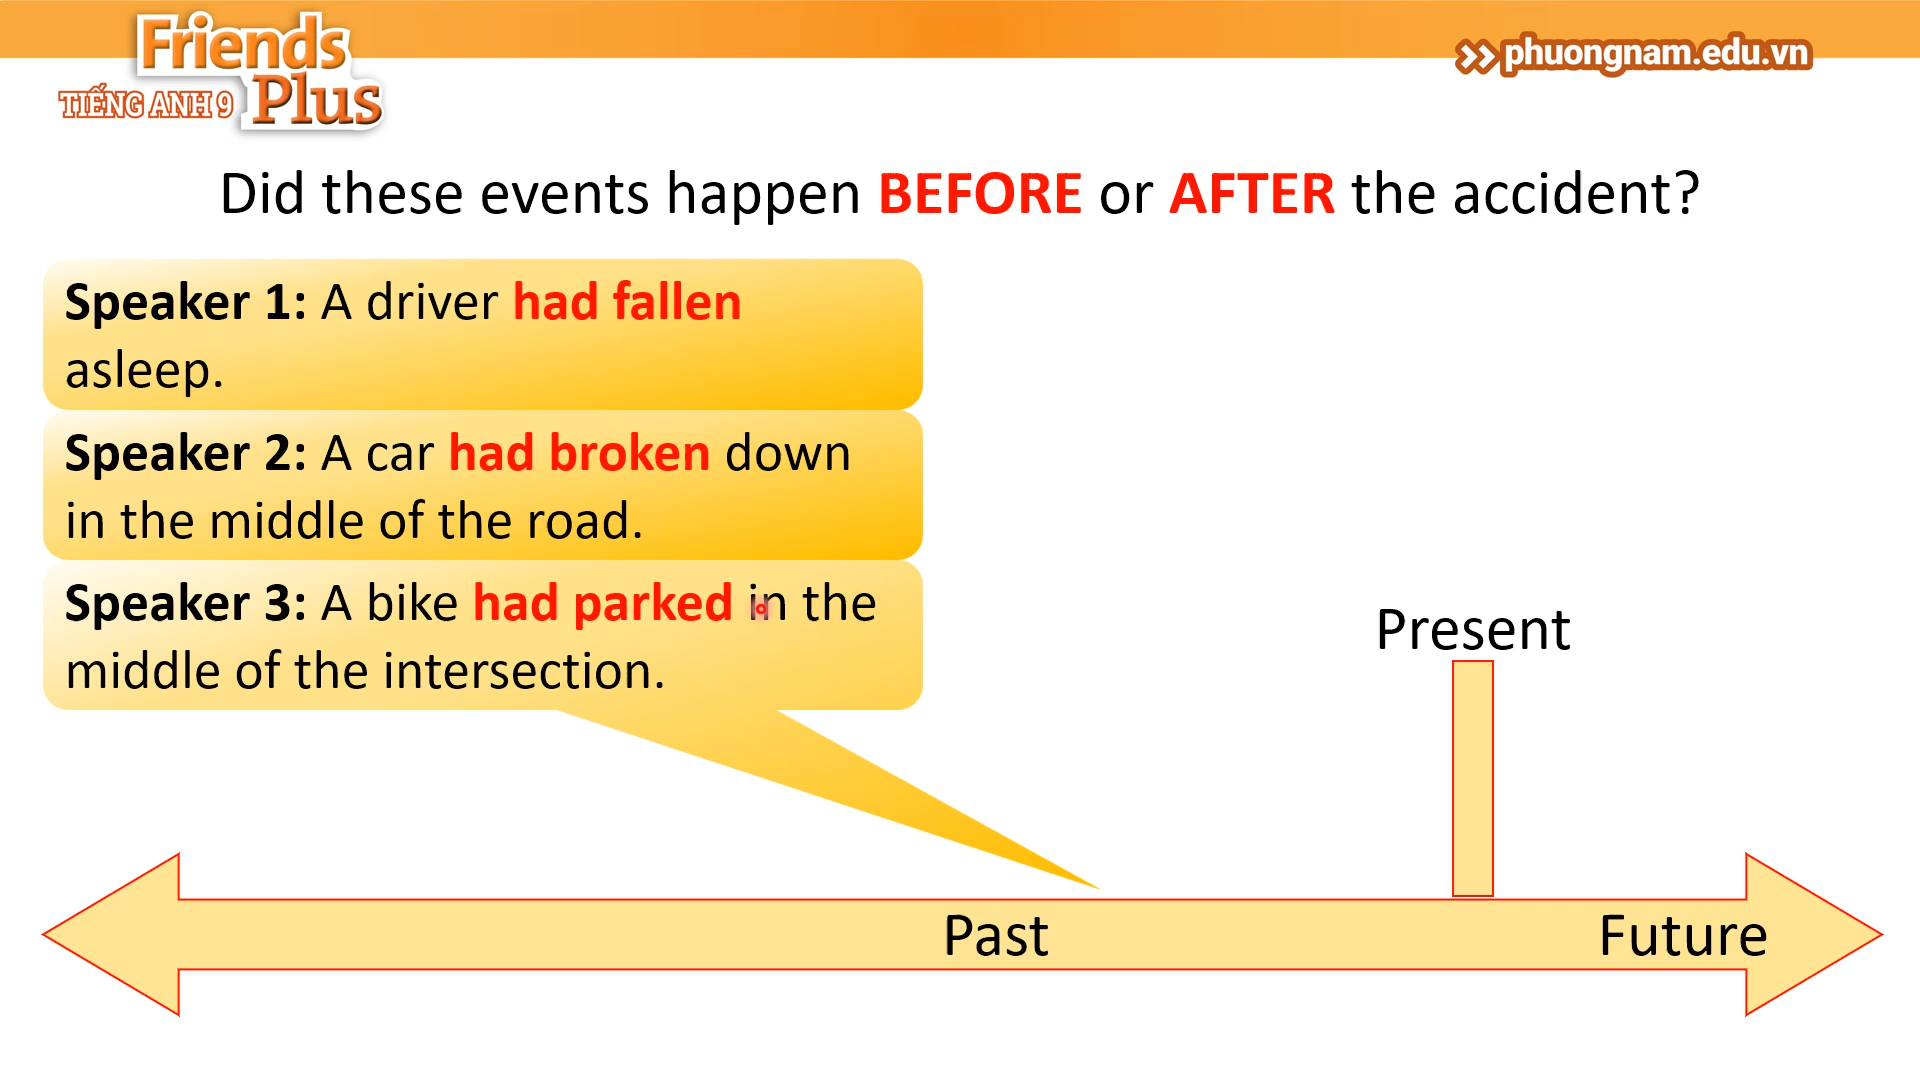 Friends
Plus
TIẾNG ANH 9
phuongnam.edu.vn
Did these events happen BEFORE or AFTER the accident?
Speaker 1: A driver had fallen
asleep.
Speaker 2: A car had broken down
in the middle of the road.
Speaker 3: A bike had parked in the
middle of the intersection.
Present
Past
Future